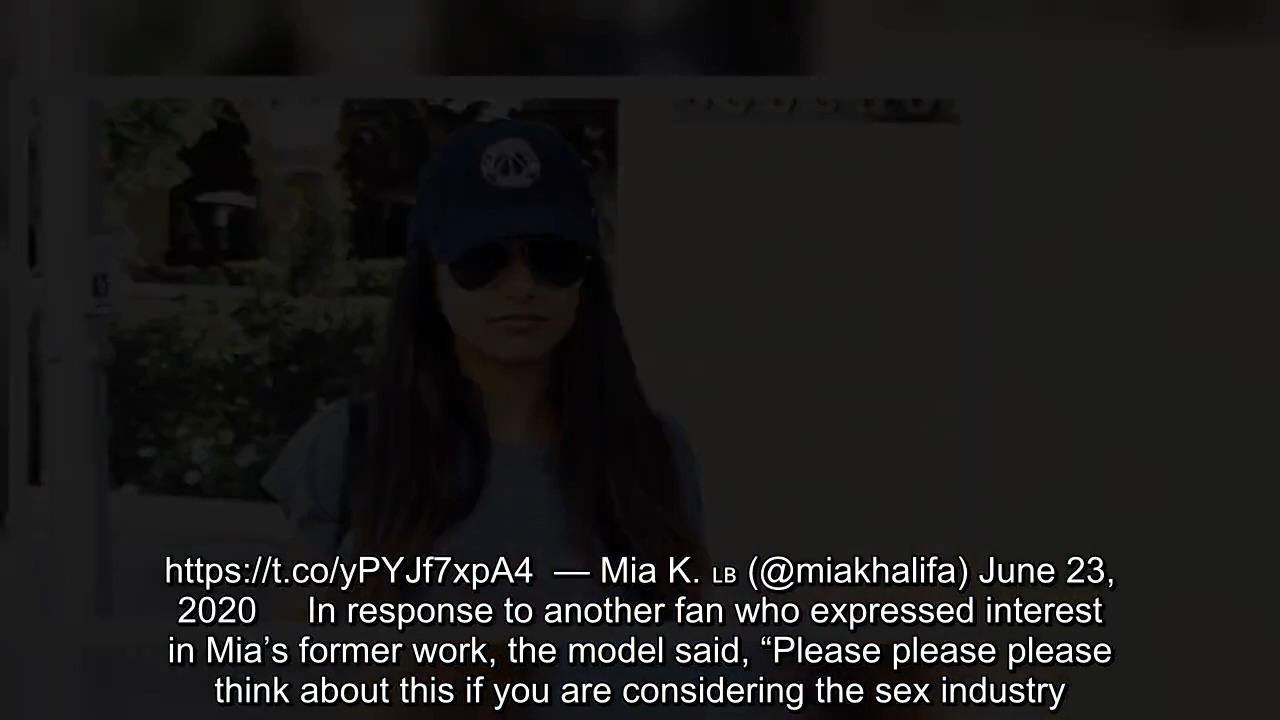 https://t.co/yPYJf7xpA4 — Mia K. LB (@miakhalifa) June 23,
2020 In response to another fan who expressed interest
in Mia’s former work, the model said, “Please please please
think about this if you are considering the sex industry